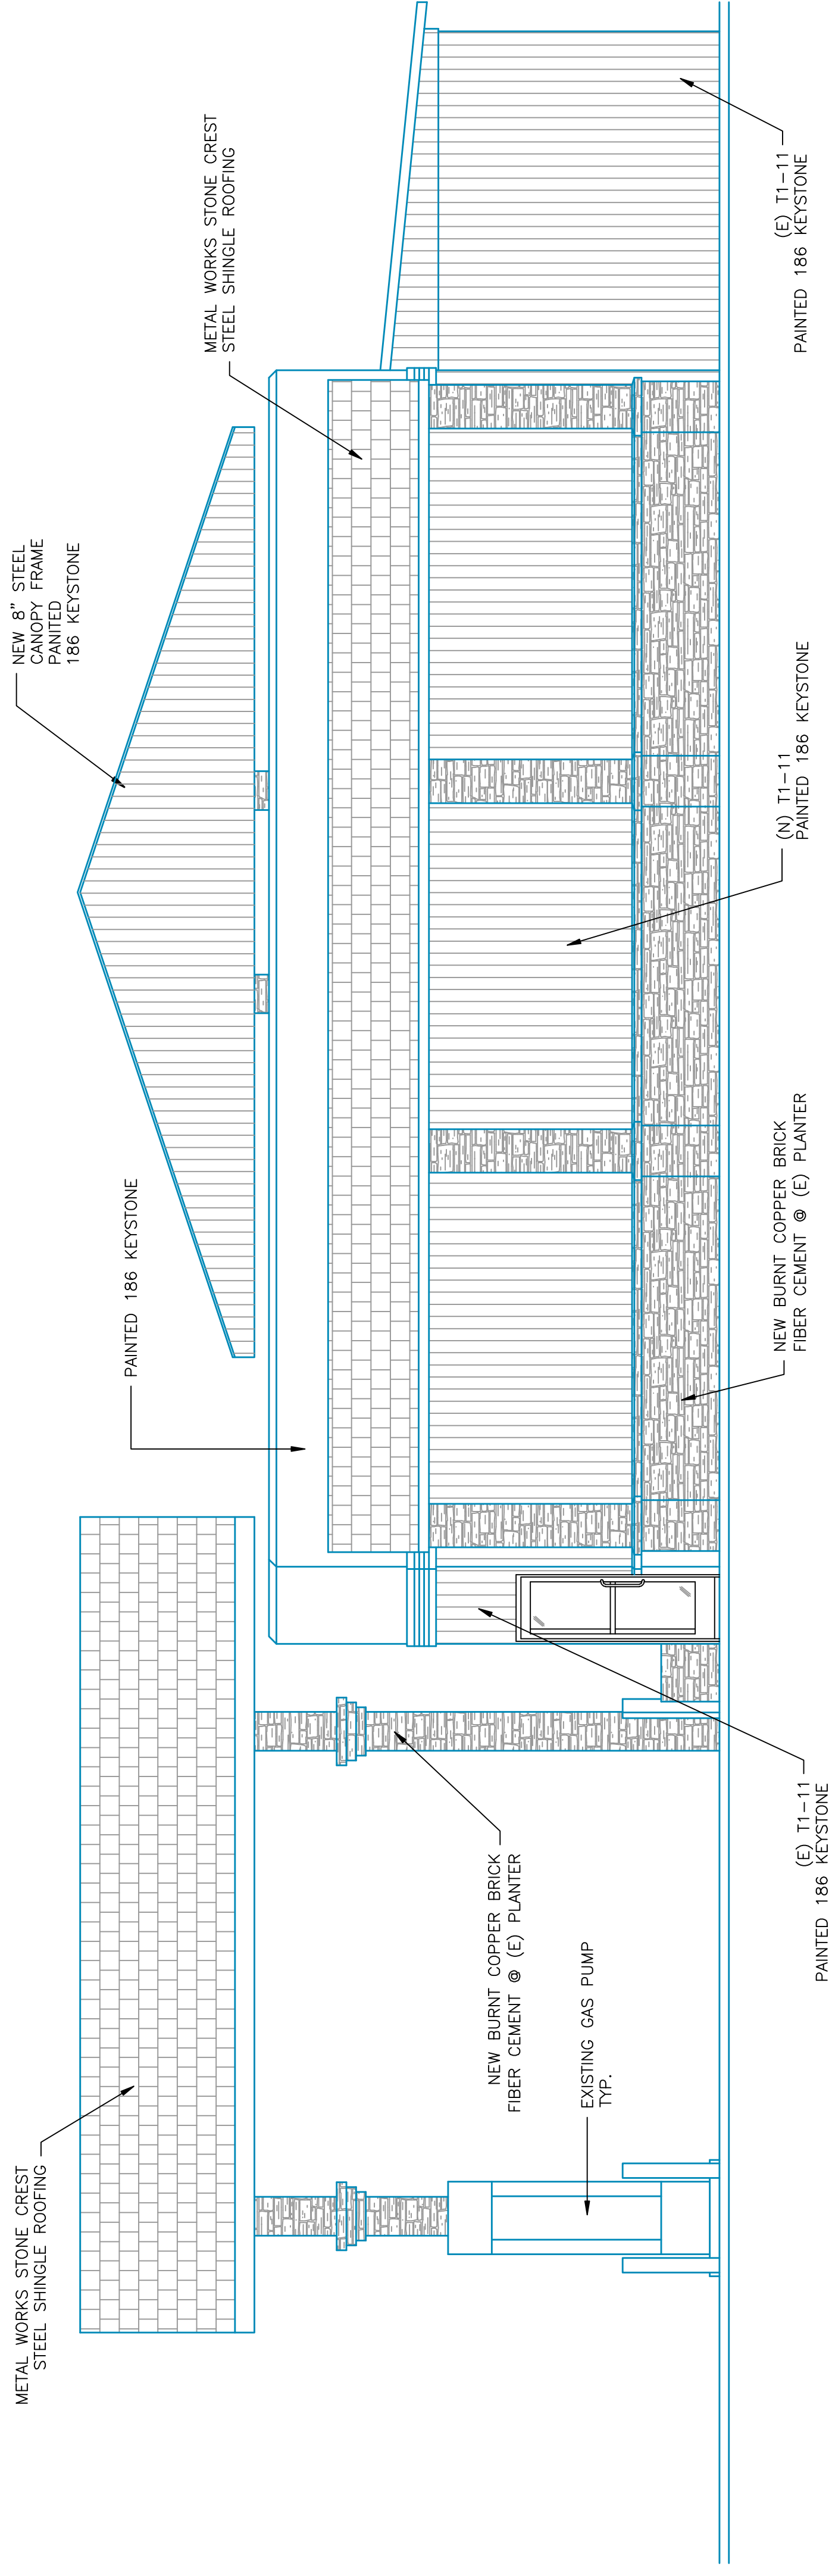 METAL WORKS STONE CREST
STEEL SHINGLE ROOFING
PAINTED 186 KEYSTONE
NEW 8" STEEL
CANOPY FRAME
PANITED
186 KEYSTONE
METAL WORKS STONE CREST
STEEL SHINGLE ROOFING
NEW BURNT COPPER BRICK
FIBER CEMENT @ (E) PLANTER
EXISTING GAS PUMP
TYP.
(E) T1-11
PAINTED 186 KEYSTONE
NEW BURNT COPPER BRICK
FIBER CEMENT @ (E) PLANTER
(N) T1-11
PAINTED 186 KEYSTONE
(E) T1-11
PAINTED 186 KEYSTONE